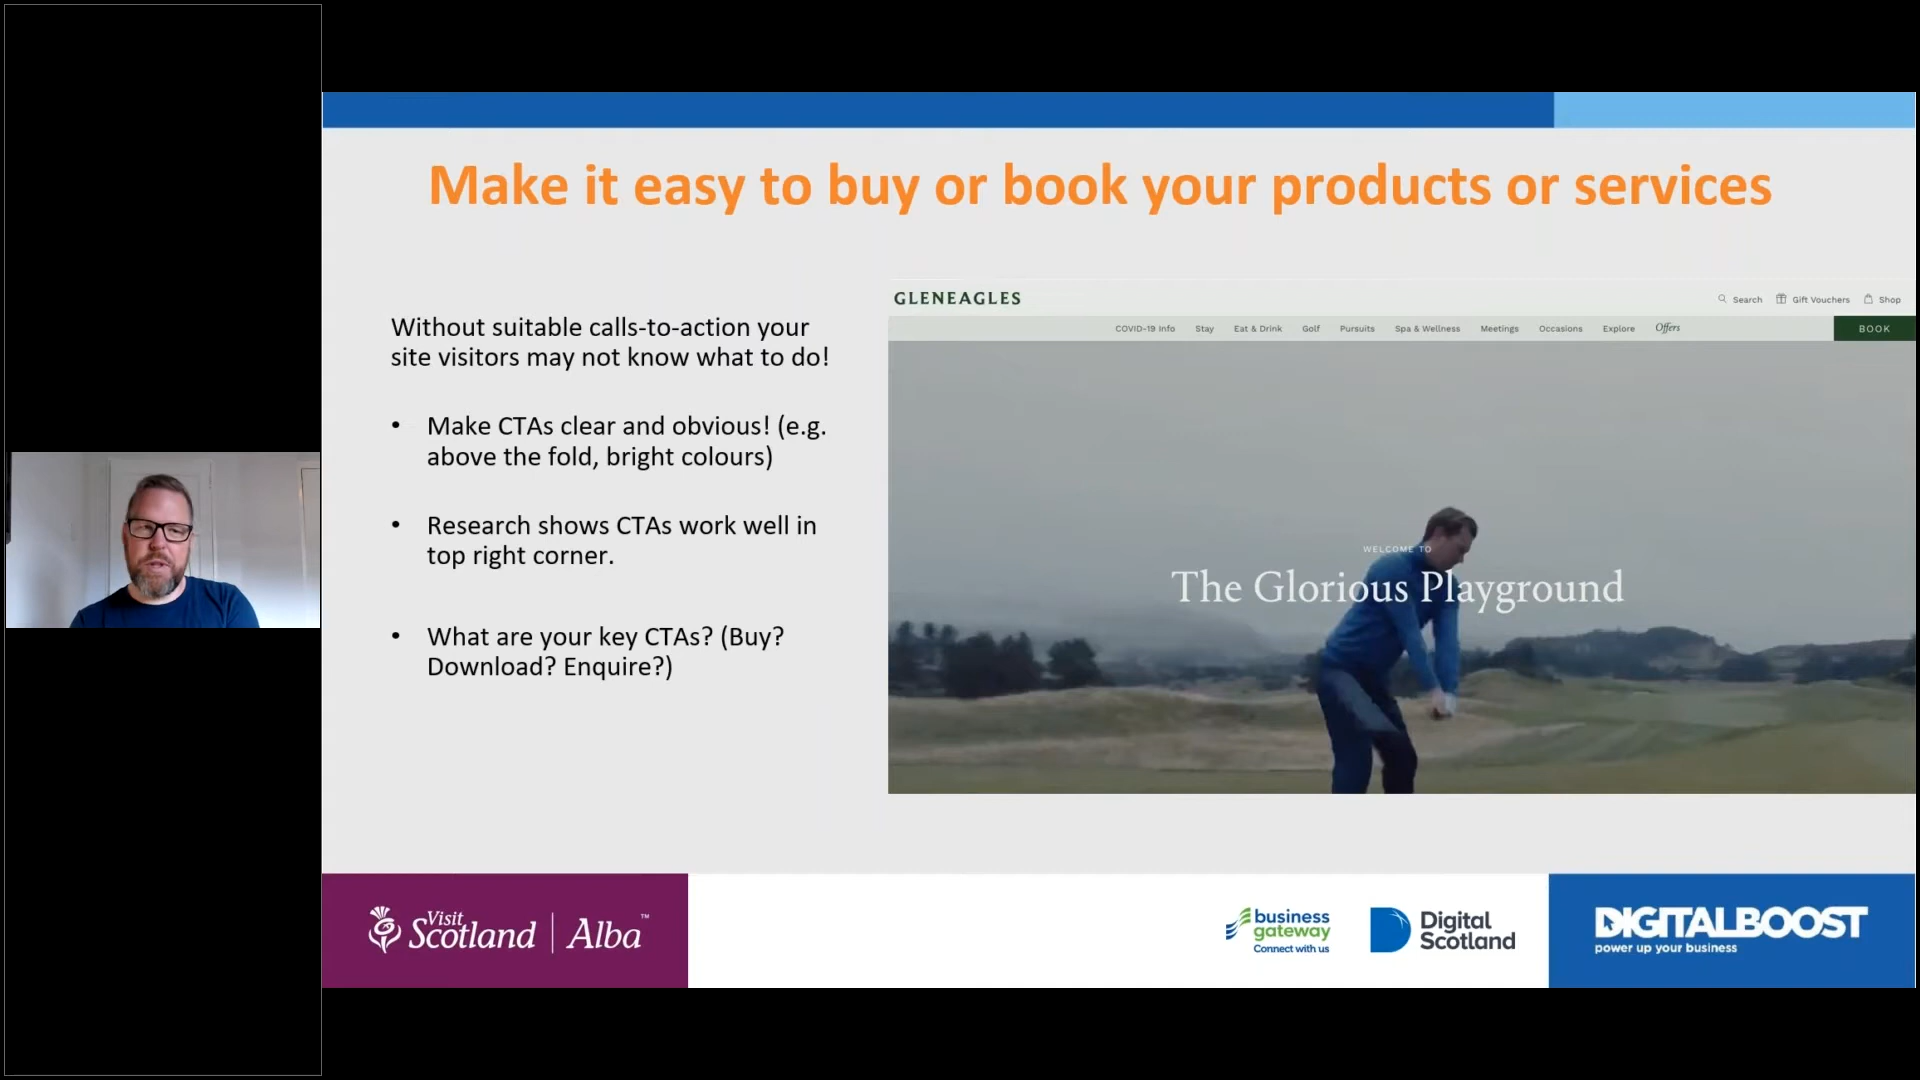 Make it easy to buy or book your products or services
Without suitable calls-to-action your
site visitors may not know what to do!
• Make CTAs clear and obvious! (e.g.
above the fold, bright colours)
• Research shows CTAs work well in
top right corner.
• What are your key CTAs? (Buy?
Download? Enquire?)
GLENEAGLES
Search Gift Vouchers Shop
COVID-19 Info Stay Eat & Drink Golf Pursuits Spa & Wellness Meetings Occasions Explore Offers BOOK
WELCOME TO
The Glorious Playground
Visit
Scotland | Alba™
business
gateway
Connect with us
Digital
Scotland
DIGITALBOOST
power up your business